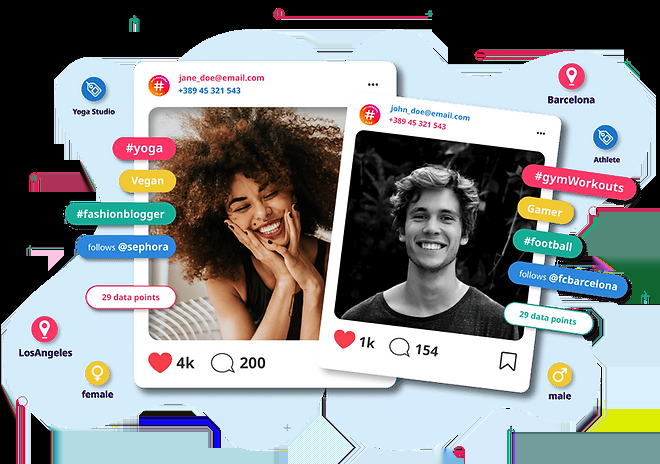 #
jane_doe@email.com
+389 45 321 543
Yoga Studio
#yoga
Vegan
#fashionblogger
follows @sephora
29 data points
LosAngeles
female
4k
200
#
john_doe@email.com
+389 45 321 543
Barcelona
Athlete
#gymWorkouts
Gamer
#football
follows @fcbarcelona
29 data points
1k
154
male